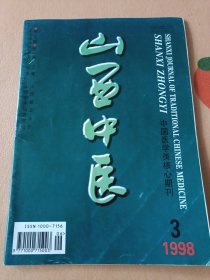 山西中医
SHANXI JOURNAL OF TRADITIONAL CHINESE MEDICINE
SHANXI ZHONGYI
中国医学类核心期刊
3
1998
ISSN 1000-7156